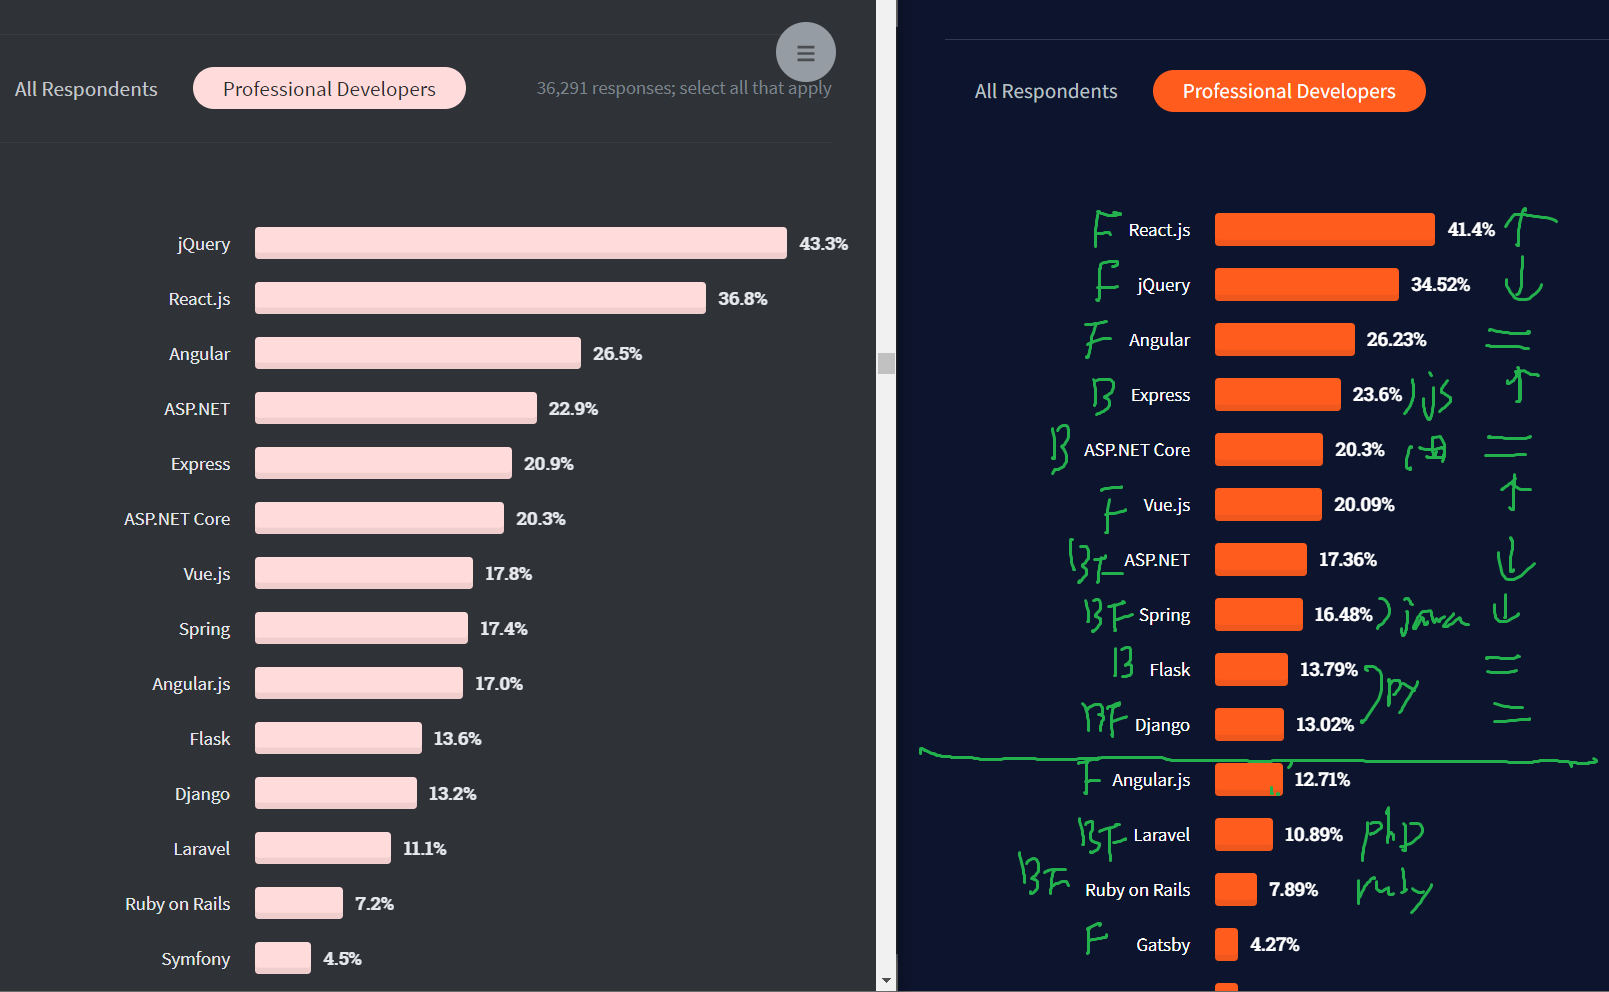 All Respondents
Professional Developers
36,291 responses; select all that apply
jQuery 43.3%
React.js 36.8%
Angular 26.5%
ASP.NET 22.9%
Express 20.9%
ASP.NET Core 20.3%
Vue.js 17.8%
Spring 17.4%
Angular.js 17.0%
Flask 13.6%
Django 13.2%
Laravel 11.1%
Ruby on Rails 7.2%
Symfony 4.5%
All Respondents
Professional Developers
F React.js 41.4% ↑
F jQuery 34.52% ↓
F Angular 26.23% =
B Express 23.6% ) js ↑
B ASP.NET Core 20.3% =
F Vue.js 20.09% ↑
BF ASP.NET 17.36% ↓
BF Spring 16.48% ) java ↓
B Flask 13.79% =
) py
BF Django 13.02% =
F Angular.js 12.71%
BF Laravel 10.89% phD
BF Ruby on Rails 7.89% ruby
F Gatsby 4.27%